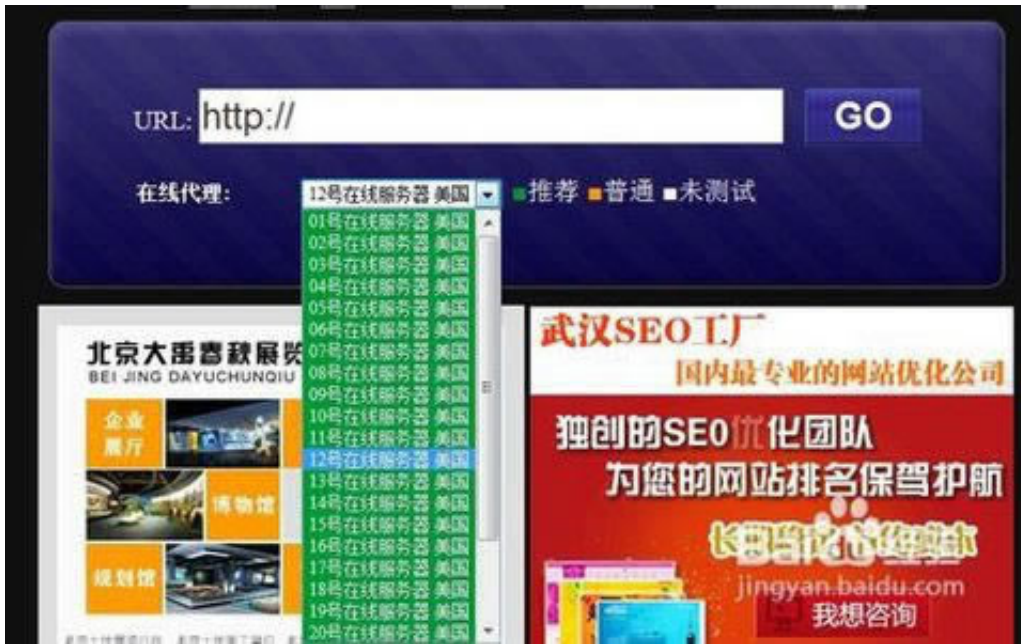 URL: http:// GO
在线代理: 12号在线服务器 美国 推荐 普通 未测试
01号在线服务器 美国
02号在线服务器 美国
03号在线服务器 美国
04号在线服务器 美国
05号在线服务器 美国
06号在线服务器 美国
07号在线服务器 美国
08号在线服务器 美国
09号在线服务器 美国
10号在线服务器 美国
11号在线服务器 美国
12号在线服务器 美国
13号在线服务器 美国
14号在线服务器 美国
15号在线服务器 美国
16号在线服务器 美国
17号在线服务器 美国
18号在线服务器 美国
19号在线服务器 美国
20号在线服务器 美国
北京大禹春秋展览
BEI JING DAYUCHUNQIU
企业
展厅
博物馆
规划馆
武汉SEO工厂
国内最专业的网站优化公司
独创的SEO优化团队
为您的网站排名保驾护航
Baidu 经验
jingyan.baidu.com
我想咨询